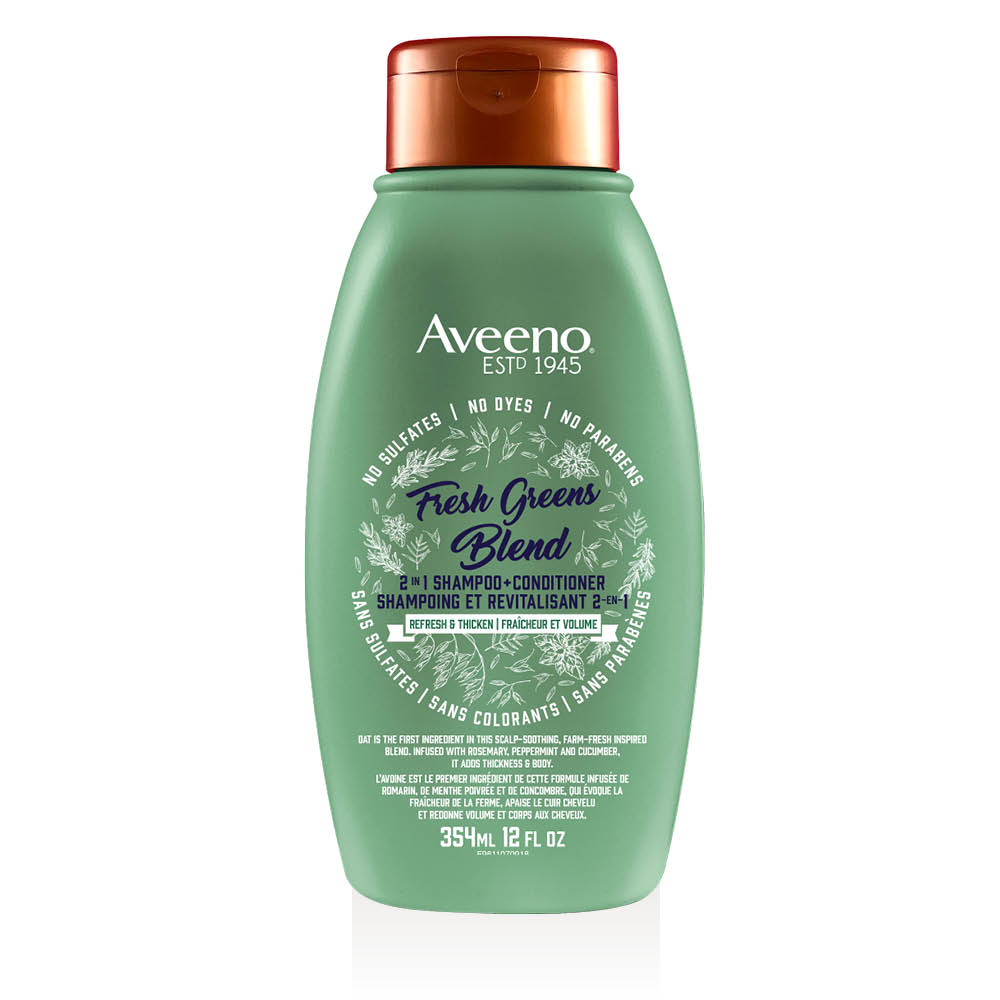 Aveeno®
ESTD 1945
NO SULFATES | NO DYES | NO PARABENS
Fresh Greens
Blend
2 IN 1 SHAMPOO+CONDITIONER
SHAMPOING ET REVITALISANT 2-EN-1
REFRESH & THICKEN | FRAÎCHEUR ET VOLUME
SANS SULFATES | SANS COLORANTS | SANS PARABÈNES
OAT IS THE FIRST INGREDIENT IN THIS SCALP-SOOTHING, FARM-FRESH INSPIRED
BLEND. INFUSED WITH ROSEMARY, PEPPERMINT AND CUCUMBER,
IT ADDS THICKNESS & BODY.
L'AVOINE EST LE PREMIER INGRÉDIENT DE CETTE FORMULE INFUSÉE DE
ROMARIN, DE MENTHE POIVRÉE ET DE CONCOMBRE, QUI ÉVOQUE LA
FRAÎCHEUR DE LA FERME, APAISE LE CUIR CHEVELU
ET REDONNE VOLUME ET CORPS AUX CHEVEUX.
354ML 12 FL OZ